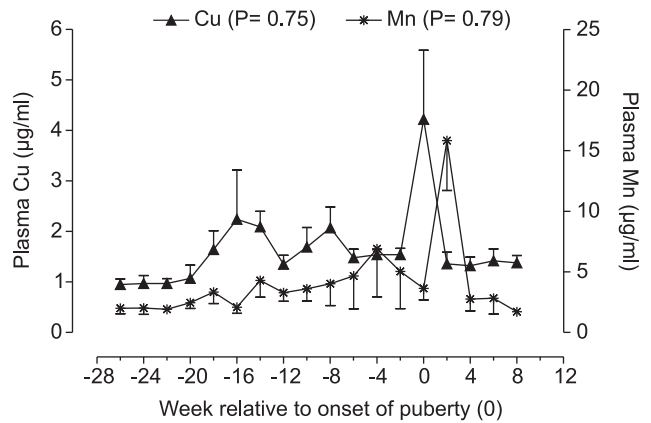 Cu (P= 0.75) Mn (P= 0.79)
6 25
5 20
4 15
3 10
2 5
1 0
0
Plasma Cu (µg/ml)
Plasma Mn (µg/ml)
-28 -24 -20 -16 -12 -8 -4 0 4 8 12
Week relative to onset of puberty (0)